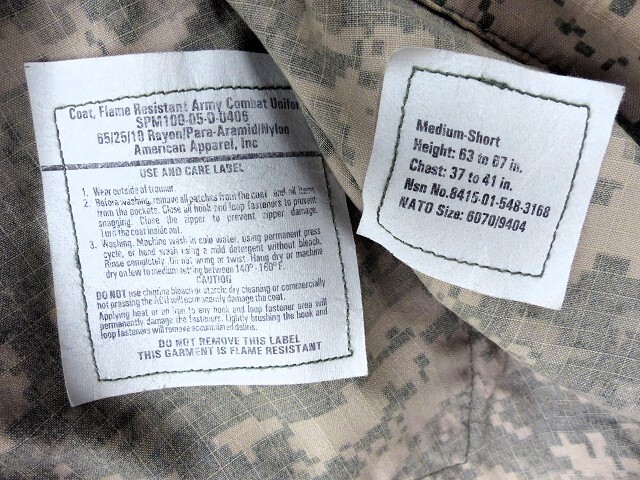 Coat, Flame Resistant Army Combat Unifor
SPM100-05-D-0406
65/25/10 Rayon/Para-Aramid/Nylon
American Apparel, Inc
USE AND CARE LABEL
1. Wear outside of trouser.
2. Before washing, remove all patches from the coat and all items
from the pockets. Close all hook and loop fasteners to prevent
snagging. Close the zipper to prevent zipper damage.
Turn the coat inside out.
3. Washing: Machine wash in cold water, using permanent press
cycle, or hand wash using a mild detergent without bleach.
Rinse completely. Do not wring or twist. Hang dry or machine
dry on low to medium setting between 140° - 160° F.
CAUTION
DO NOT use chlorine bleach or starch; dry cleaning or commercially
hot pressing the ACU will permanently damage the coat.
Applying heat or an iron to any hook and loop fastener area will
permanently damage the fasteners. Lightly brushing the hook and
loop fasteners will remove accumulated debris.
DO NOT REMOVE THIS LABEL
THIS GARMENT IS FLAME RESISTANT
Medium-Short
Height: 63 to 67 in.
Chest: 37 to 41 in.
Nsn No. 8415-01-548-3168
NATO Size: 6070/9404